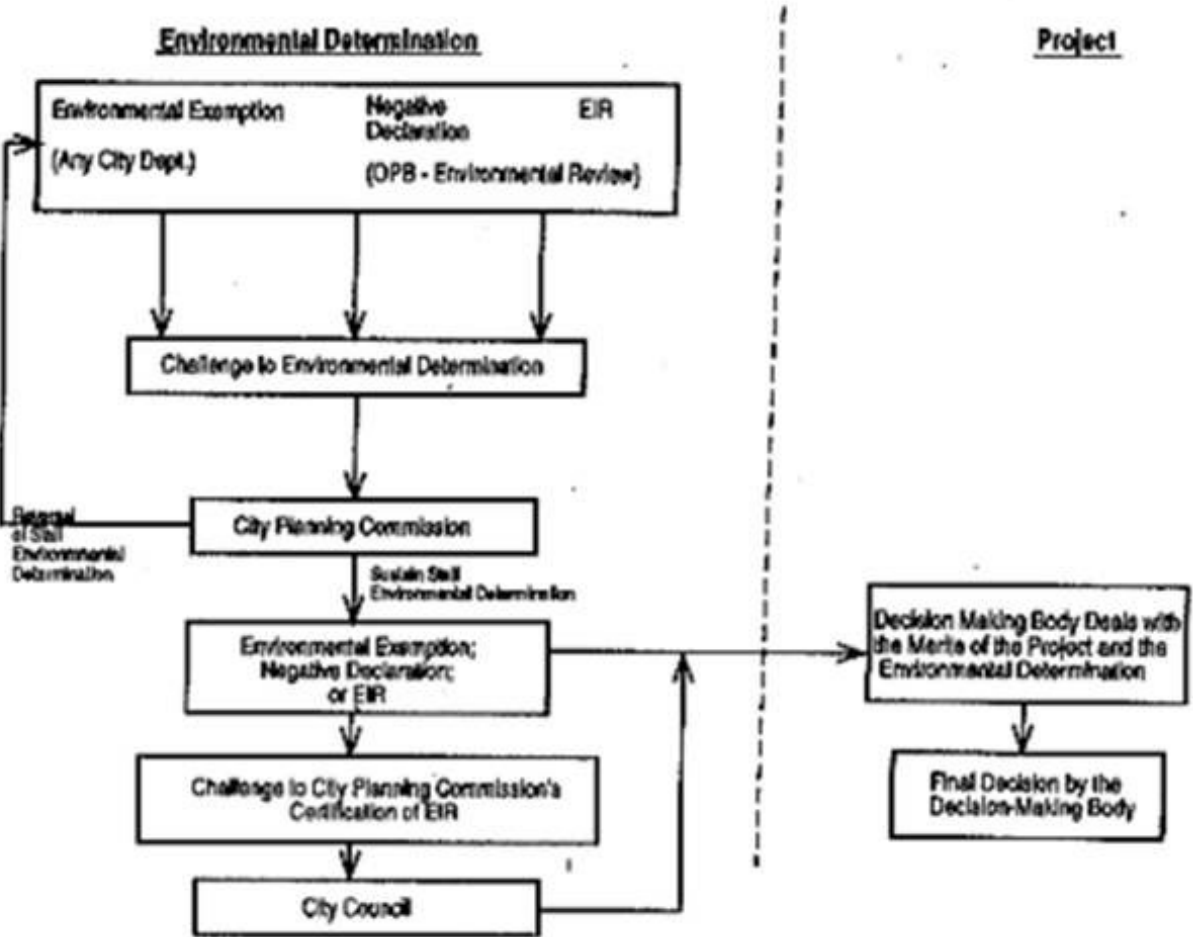 Environmental Determination
Project
Environmental Exemption
(Any City Dept.)
Negative
Declaration
EIR
(OPB - Environmental Review)
Challenge to Environmental Determination
City Planning Commission
Reversal
of Staff
Environmental
Determination
Sustain Staff
Environmental Determination
Environmental Exemption;
Negative Declaration;
or EIR
Challenge to City Planning Commission's
Certification of EIR
City Council
Decision Making Body Deals with
the Merits of the Project and the
Environmental Determination
Final Decision by the
Decision-Making Body